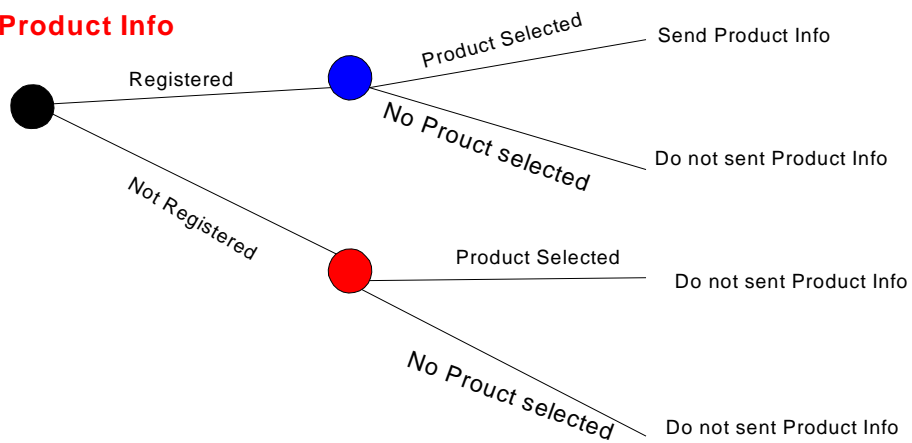 Product Info
Product Selected
Send Product Info
Registered
No Prouct selected
Do not sent Product Info
Not Registered
Product Selected
Do not sent Product Info
No Prouct selected
Do not sent Product Info